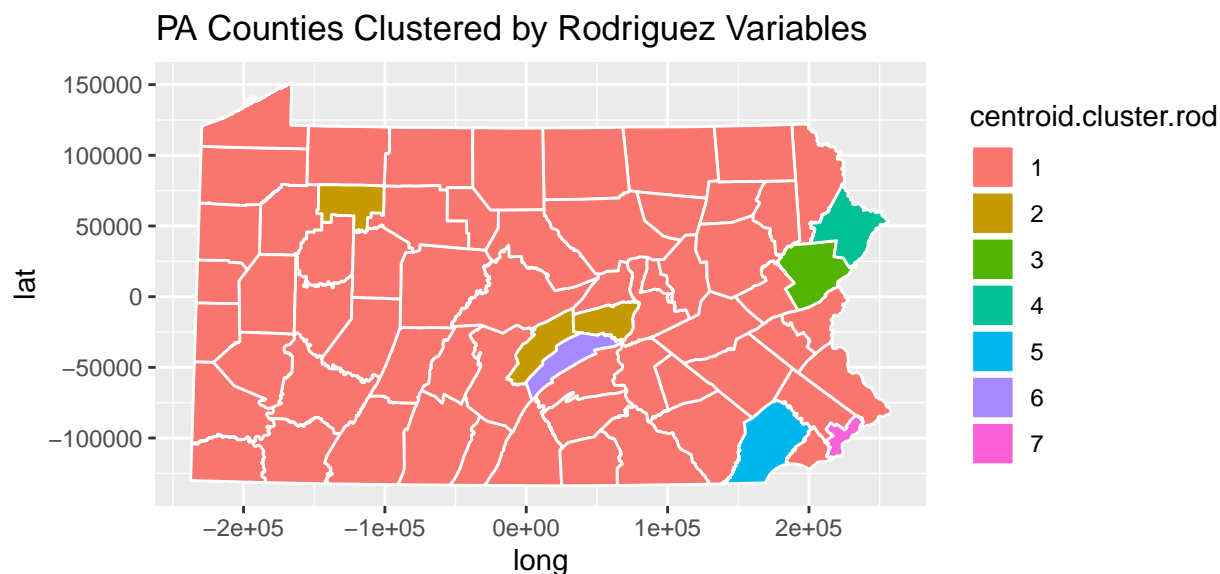 PA Counties Clustered by Rodriguez Variables
150000
100000
50000
0
−50000
−100000
lat
−2e+05
−1e+05
0e+00
1e+05
2e+05
long
centroid.cluster.rod
1
2
3
4
5
6
7